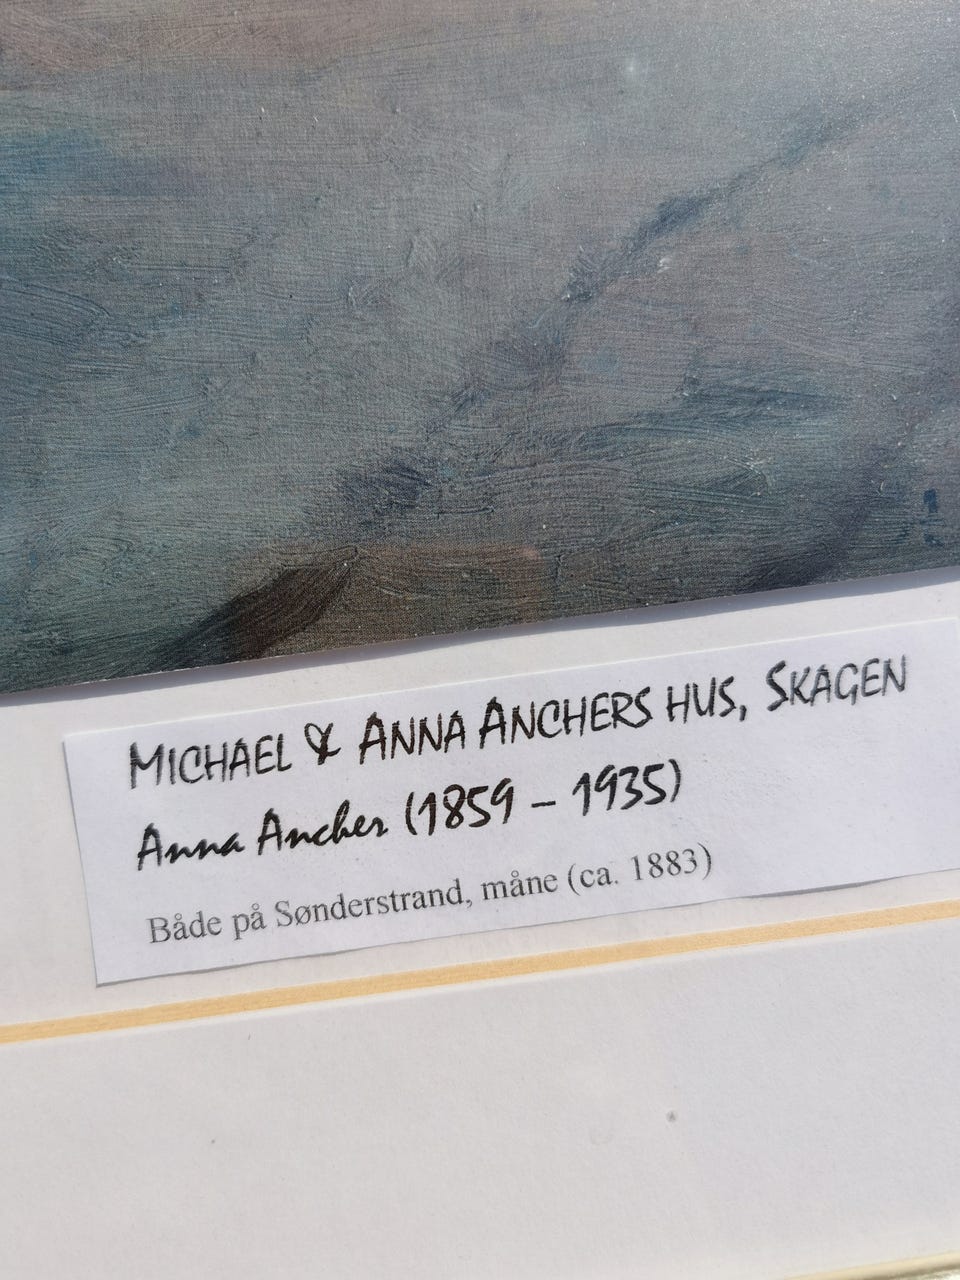 MICHAEL & ANNA ANCHERS HUS, SKAGEN
Anna Ancher (1859 – 1935)
Både på Sønderstrand, måne (ca. 1883)